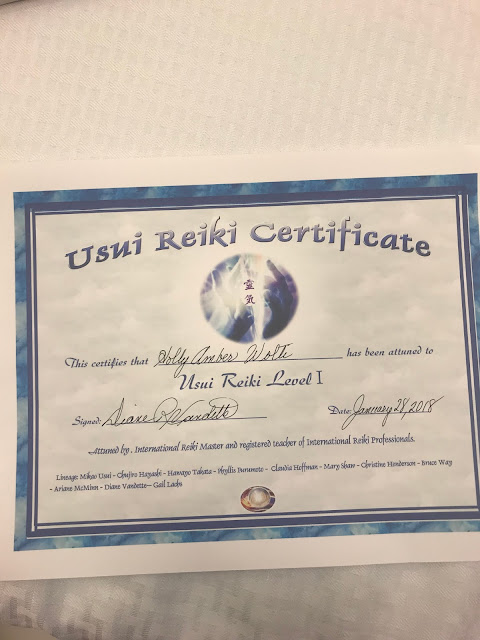 Usui Reiki Certificate
靈
氣
This certifies that Holly Amber Wolti has been attuned to
Usui Reiki Level I
Signed: Diane R. Vandette Date: January 28, 2018
Attuned by, International Reiki Master and registered teacher of International Reiki Professionals.
Lineage: Mikao Usui - Chujiro Hayashi - Hawayo Takata - Phyllis Furumoto - Claudia Hoffman - Mary Shaw - Christine Henderson - Bruce Way
- Ariane McMinn - Diane Vandette - Gail Lachs